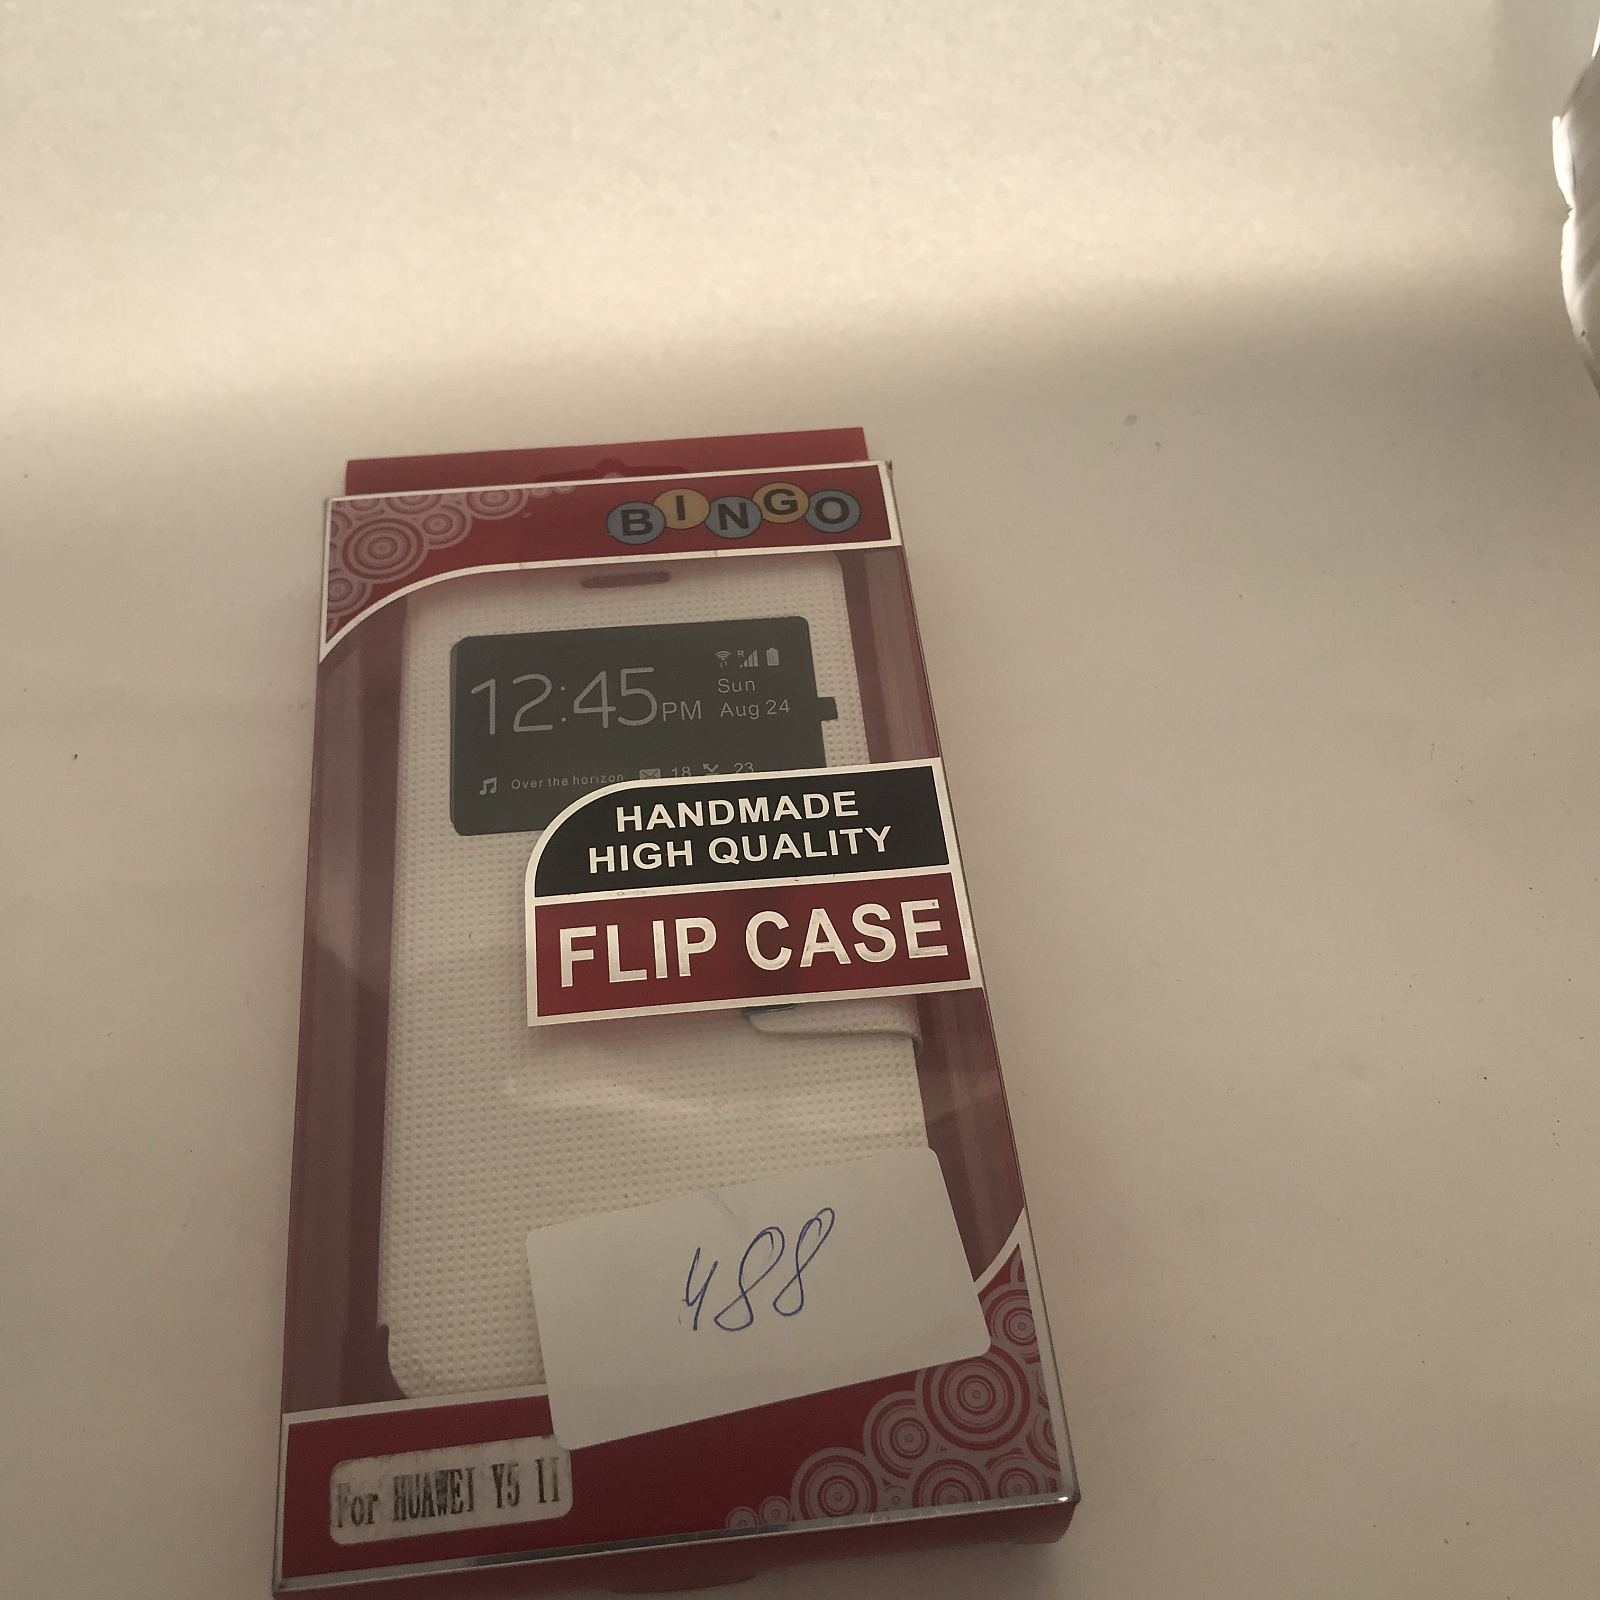 BINGO
12:45PM
Sun
Aug 24
Over the horizon 18 23
HANDMADE
HIGH QUALITY
FLIP CASE
488
For HUAWEI Y5 II